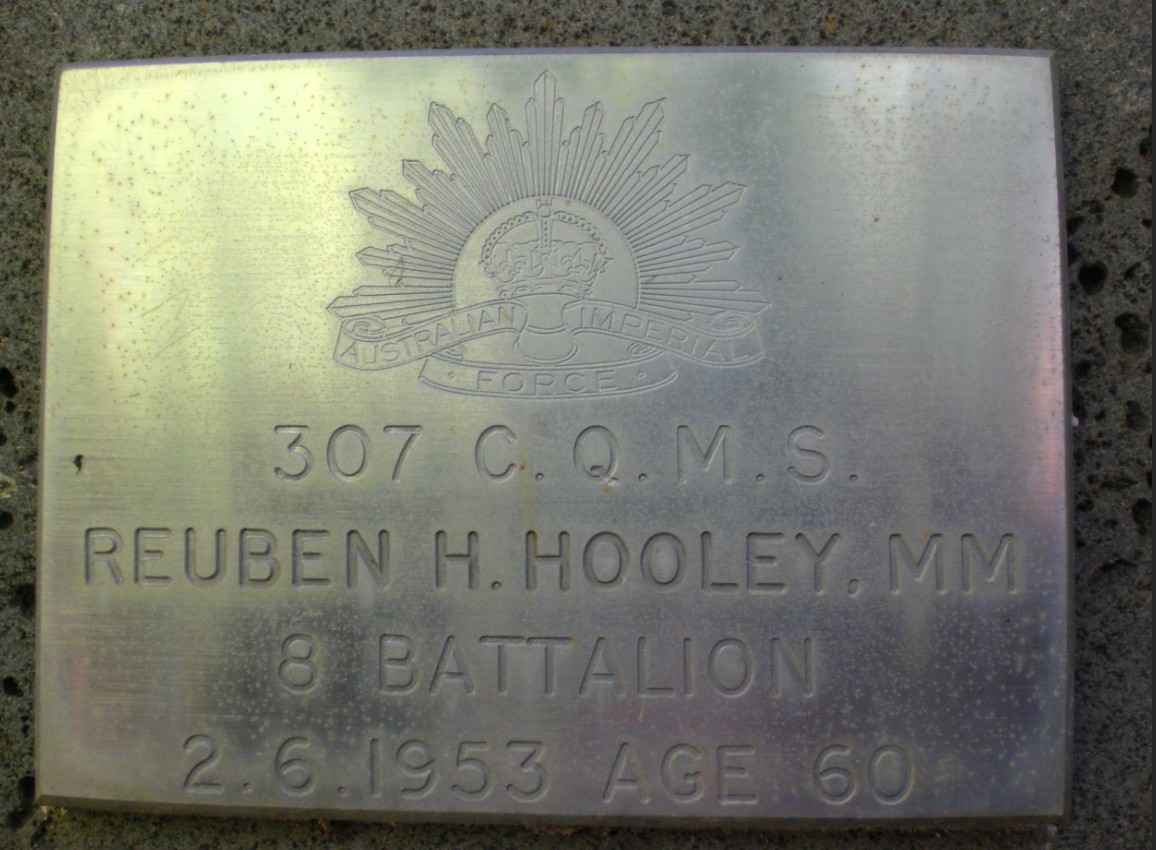 AUSTRALIAN IMPERIAL
FORCE
307 C.Q.M.S.
REUBEN H. HOOLEY, MM
8 BATTALION
2.6.1953 AGE 60